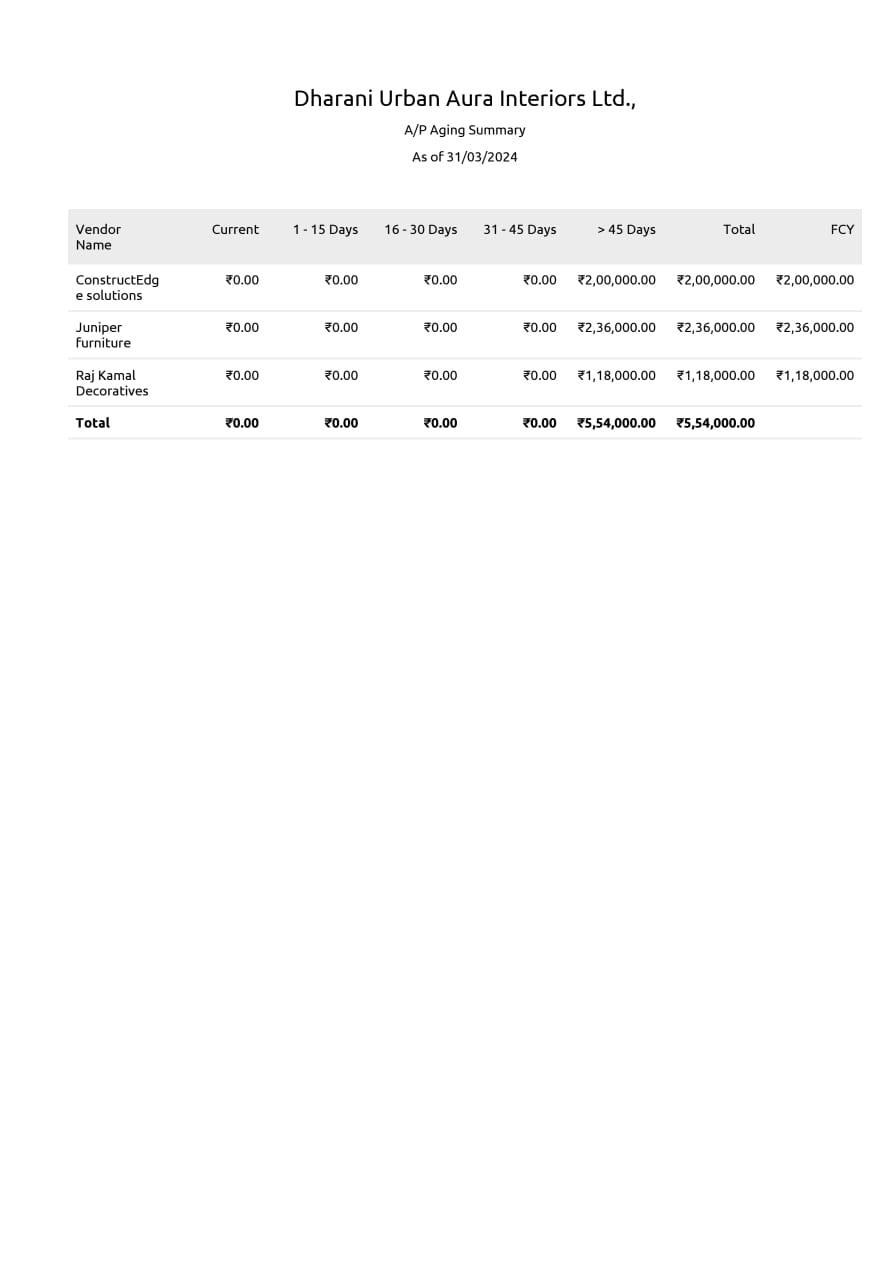 Dharani Urban Aura Interiors Ltd.,
A/P Aging Summary
As of 31/03/2024
Vendor Name Current 1 - 15 Days 16 - 30 Days 31 - 45 Days > 45 Days Total FCY
ConstructEdge solutions ₹0.00 ₹0.00 ₹0.00 ₹0.00 ₹2,00,000.00 ₹2,00,000.00 ₹2,00,000.00
Juniper furniture ₹0.00 ₹0.00 ₹0.00 ₹0.00 ₹2,36,000.00 ₹2,36,000.00 ₹2,36,000.00
Raj Kamal Decoratives ₹0.00 ₹0.00 ₹0.00 ₹0.00 ₹1,18,000.00 ₹1,18,000.00 ₹1,18,000.00
Total ₹0.00 ₹0.00 ₹0.00 ₹0.00 ₹5,54,000.00 ₹5,54,000.00